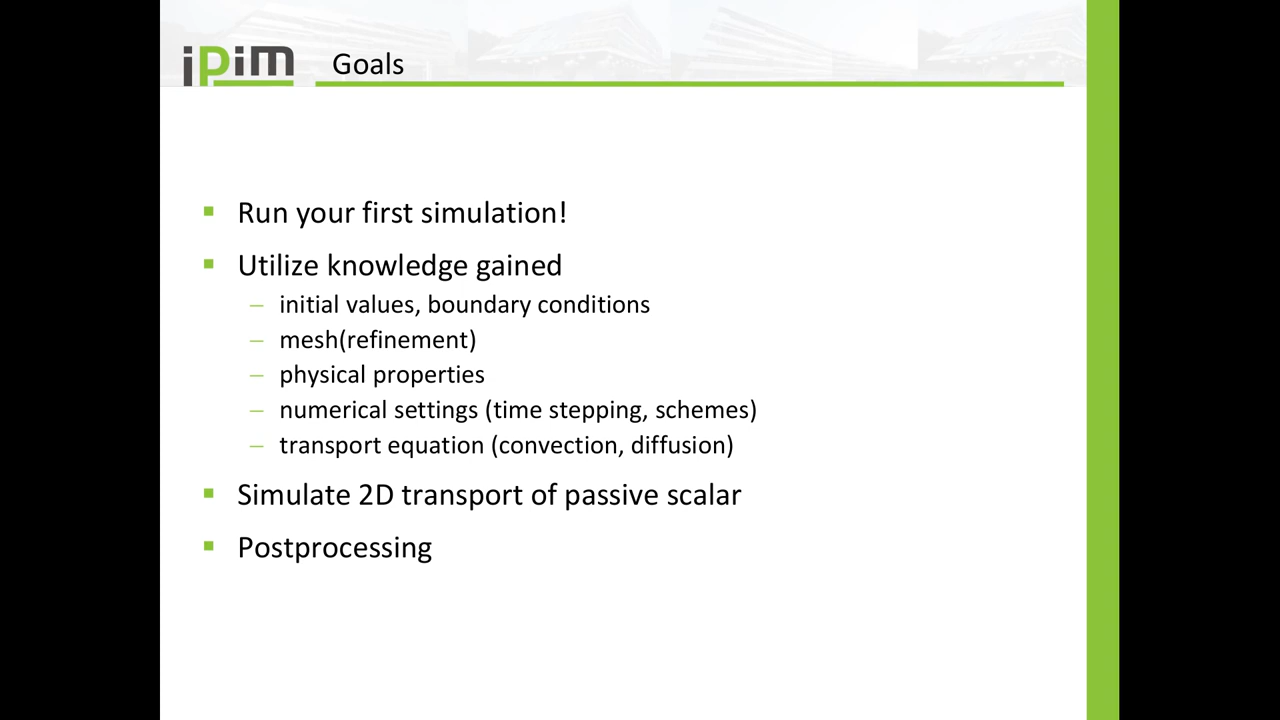 ipim
Goals
Run your first simulation!
Utilize knowledge gained
– initial values, boundary conditions
– mesh(refinement)
– physical properties
– numerical settings (time stepping, schemes)
– transport equation (convection, diffusion)
Simulate 2D transport of passive scalar
Postprocessing